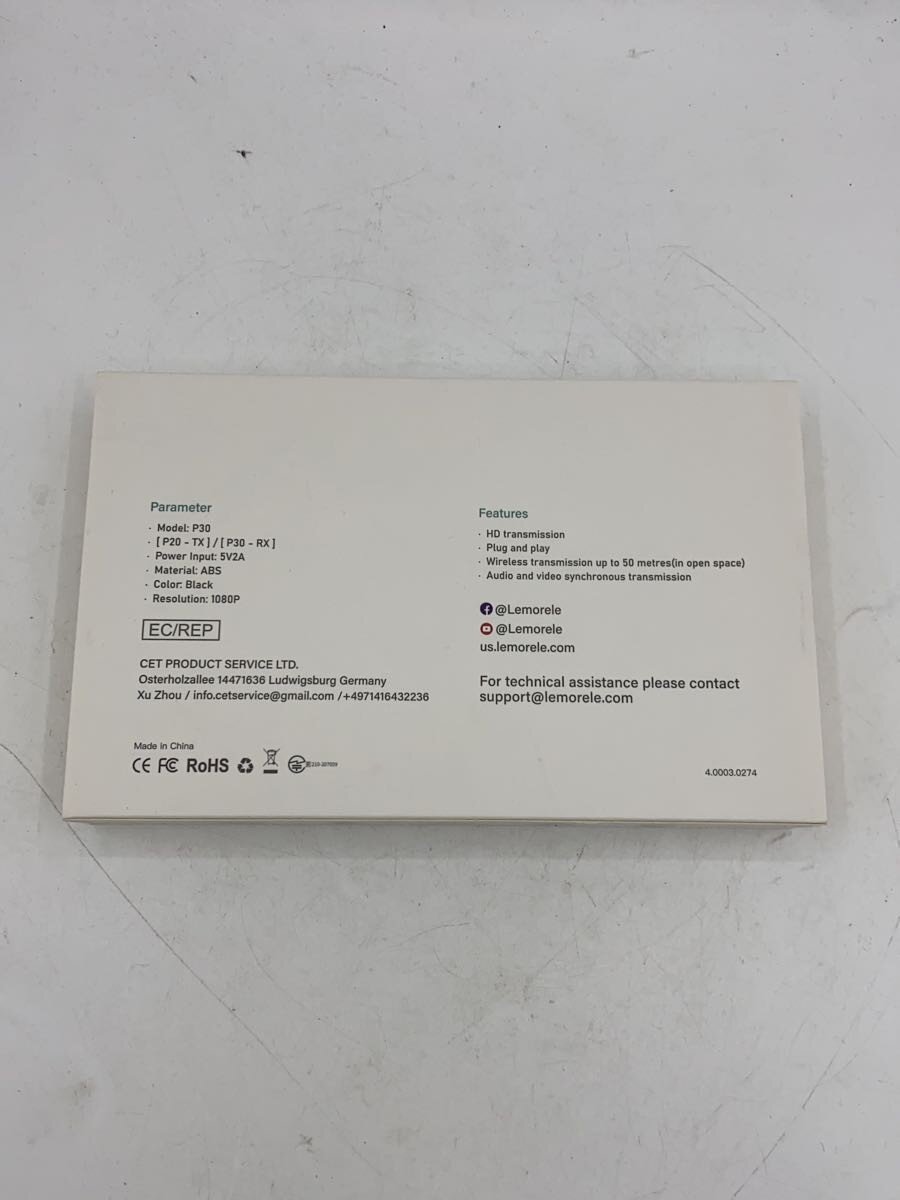 Parameter
· Model: P30
· [ P20 - TX ] / [ P30 - RX ]
· Power Input: 5V2A
· Material: ABS
· Color: Black
· Resolution: 1080P
EC/REP
CET PRODUCT SERVICE LTD.
Osterholzallee 14471636 Ludwigsburg Germany
Xu Zhou / info.cetservice@gmail.com /+4971416432236
Made in China
CE FC RoHS
Features
· HD transmission
· Plug and play
· Wireless transmission up to 50 metres(in open space)
· Audio and video synchronous transmission
@Lemorele
@Lemorele
us.lemorele.com
For technical assistance please contact
support@lemorele.com
4.0003.0274